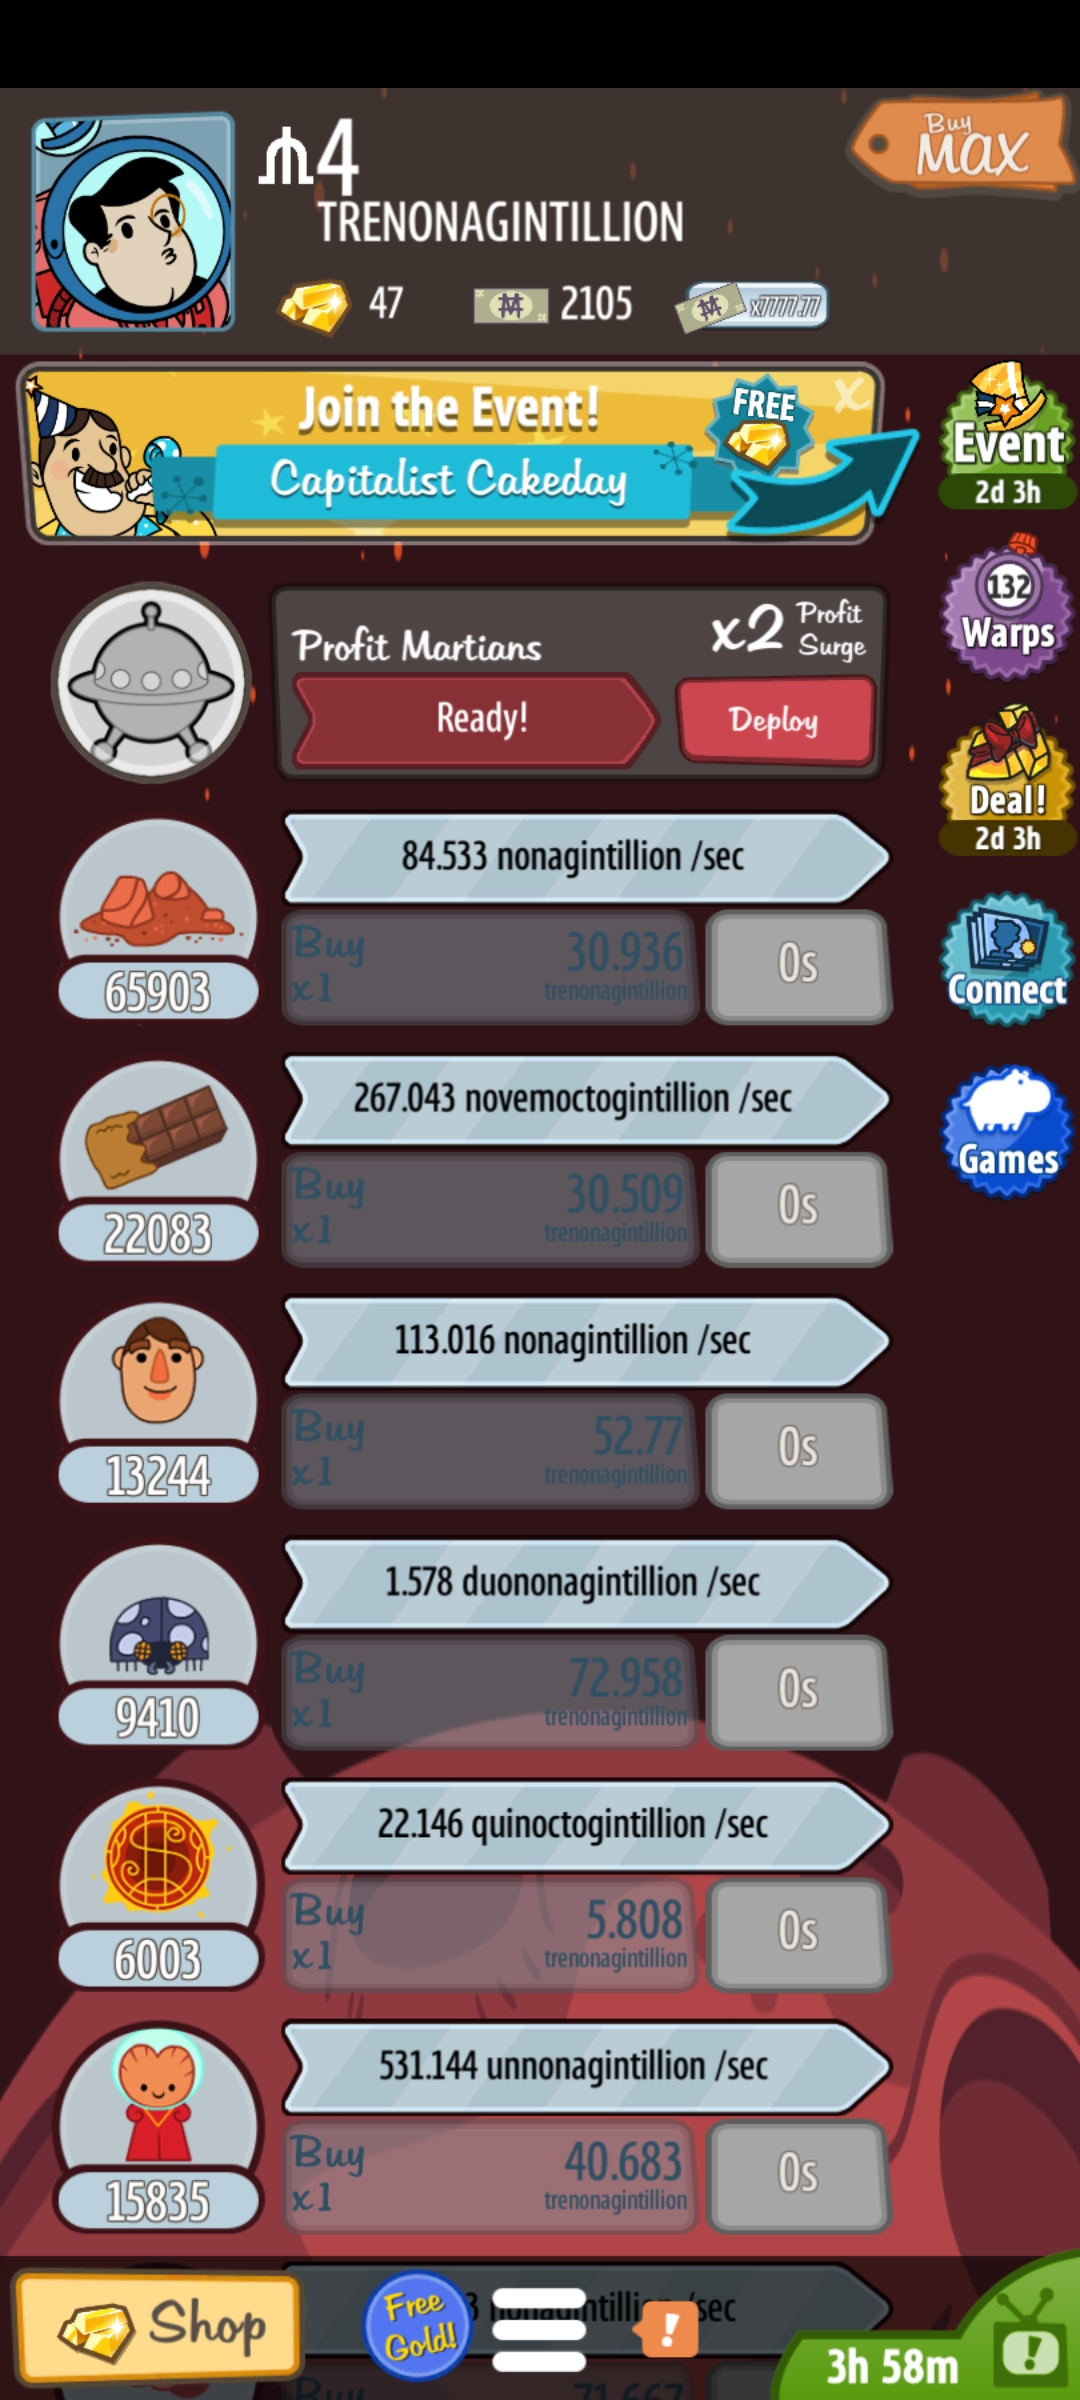 Buy
MAX
4
TRENONAGINTILLION
47
2105
x7777.77
Join the Event!
Capitalist Cakeday
FREE
x
Event
2d 3h
132
Warps
Profit Martians
x2 Profit Surge
Ready!
Deploy
Deal!
2d 3h
84.533 nonagintillion /sec
Buy x1
30.936
trenonagintillion
0s
65903
Connect
267.043 novemoctogintillion /sec
Buy x1
30.509
trenonagintillion
0s
22083
Games
113.016 nonagintillion /sec
Buy x1
52.77
trenonagintillion
0s
13244
1.578 duononagintillion /sec
Buy x1
72.958
trenonagintillion
0s
9410
22.146 quinoctogintillion /sec
Buy x1
5.808
trenonagintillion
0s
6003
531.144 unnonagintillion /sec
Buy x1
40.683
trenonagintillion
0s
15835
Shop
Free
Gold!
3 nonagintillion /sec
!
3h 58m
!
Buy
71.667